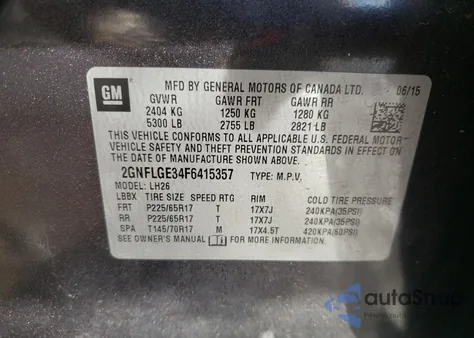 GM
MFD BY GENERAL MOTORS OF CANADA LTD. 06/15
GVWR GAWR FRT GAWR RR
2404 KG 1250 KG 1280 KG
5300 LB 2755 LB 2821 LB
THIS VEHICLE CONFORMS TO ALL APPLICABLE U.S. FEDERAL MOTOR
VEHICLE SAFETY AND THEFT PREVENTION STANDARDS IN EFFECT
ON THE DATE OF MANUFACTURE SHOWN ABOVE.
2GNFLGE34F6415357 TYPE: M.P.V.
MODEL: LH26
LBBX TIRE SIZE SPEED RTG RIM COLD TIRE PRESSURE
FRT P225/65R17 T 17X7J 240KPA(35PSI)
RR P225/65R17 T 17X7J 240KPA(35PSI)
SPA T145/70R17 M 17X4.5T 420KPA(60PSI)
SEE OWNER'S MANUAL FOR MORE INFORMATION.
autoSnap